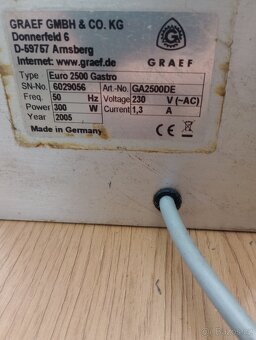 GRAEF GMBH & CO. KG
Donnerfeld 6
D-69757 Arnsberg
Internet: www.graef.de
GRAEF
Type Euro 2500 Gastro
SN-No. 6029056 Art.-No. GA2500DE
Freq. 50 Hz Voltage 230 V (~AC)
Power 300 W Current 1,3 A
Year 2005
Made in Germany